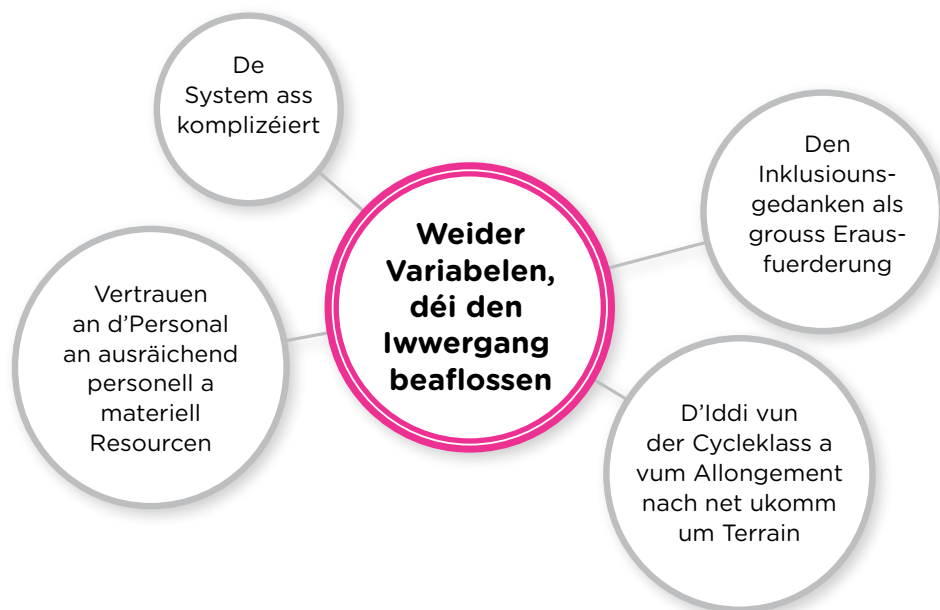 De
System ass
komplizéiert
Den
Inklusiouns-
gedanken als
grouss Eraus-
fuerderung
Weider
Variabelen,
déi den
Iwwergang
beaflossen
Vertrauen
an d’Personal
an ausräichend
personell a
materiell
Resourcen
D’Iddi vun
der Cycleklass a
vum Allongement
nach net ukomm
um Terrain